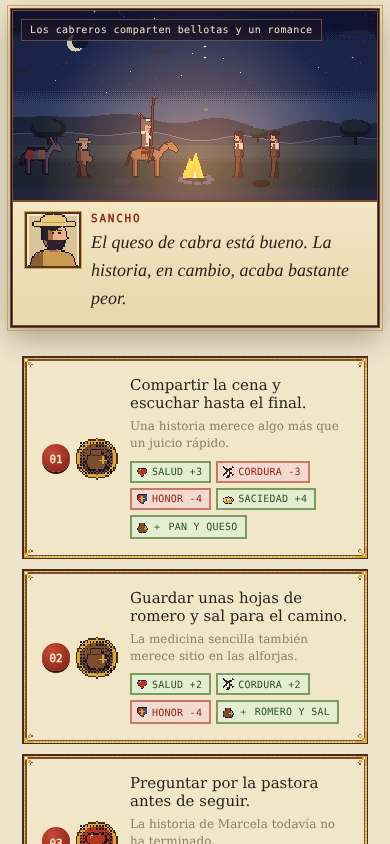 Los cabreros comparten bellotas y un romance
SANCHO
El queso de cabra está bueno. La
historia, en cambio, acaba bastante
peor.
01
Compartir la cena y
escuchar hasta el final.
Una historia merece algo más que
un juicio rápido.
SALUD +3 CORDURA -3
HONOR -4 SACIEDAD +4
+ PAN Y QUESO
02
Guardar unas hojas de
romero y sal para el camino.
La medicina sencilla también
merece sitio en las alforjas.
SALUD +2 CORDURA +2
HONOR -4 + ROMERO Y SAL
03
Preguntar por la pastora
antes de seguir.
La historia de Marcela todavía no
ha terminado.